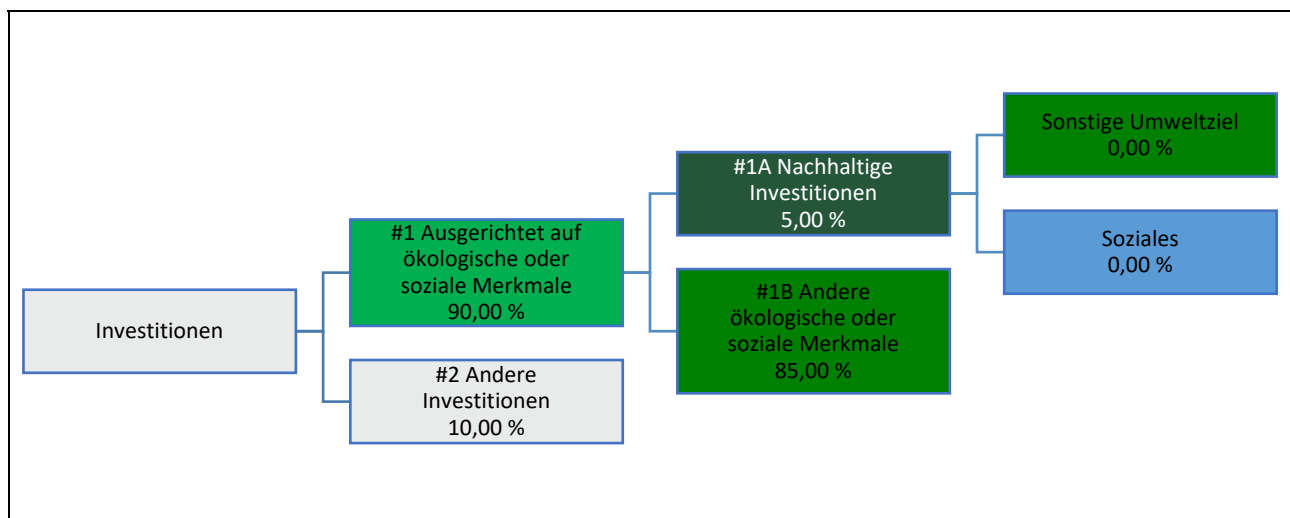 Investitionen
#1 Ausgerichtet auf
ökologische oder
soziale Merkmale
90,00 %
#2 Andere
Investitionen
10,00 %
#1A Nachhaltige
Investitionen
5,00 %
#1B Andere
ökologische oder
soziale Merkmale
85,00 %
Sonstige Umweltziel
0,00 %
Soziales
0,00 %